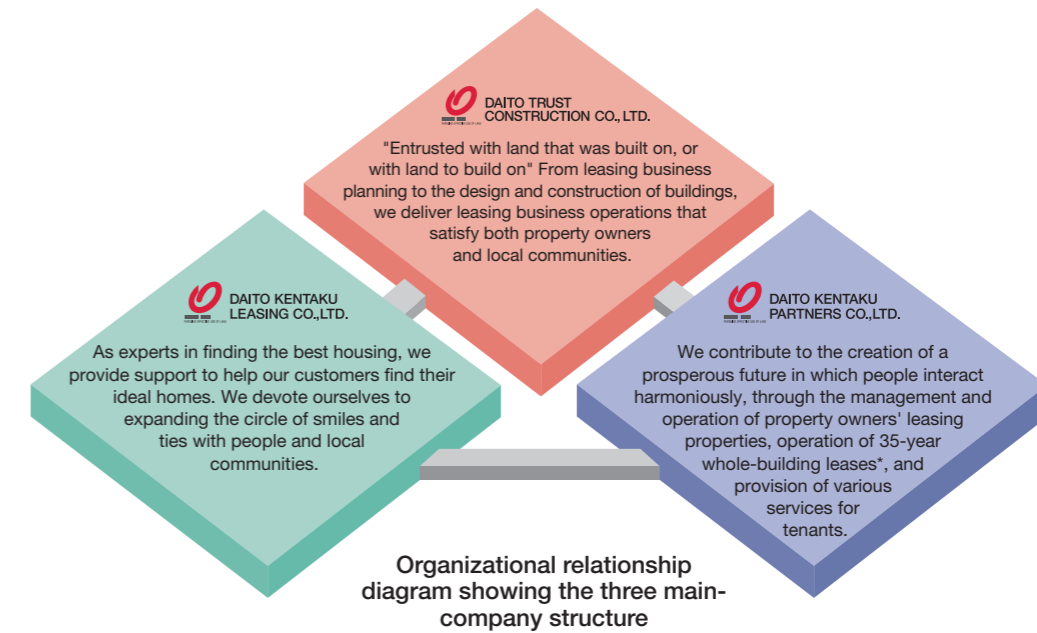 DAITO TRUST
CONSTRUCTION CO., LTD.
"Entrusted with land that was built on, or
with land to build on" From leasing business
planning to the design and construction of buildings,
we deliver leasing business operations that
satisfy both property owners
and local communities.
DAITO KENTAKU
LEASING CO.,LTD.
As experts in finding the best housing, we
provide support to help our customers find their
ideal homes. We devote ourselves to
expanding the circle of smiles and
ties with people and local
communities.
DAITO KENTAKU
PARTNERS CO.,LTD.
We contribute to the creation of a
prosperous future in which people interact
harmoniously, through the management and
operation of property owners' leasing
properties, operation of 35-year
whole-building leases*, and
provision of various
services for
tenants.
Organizational relationship
diagram showing the three main-
company structure